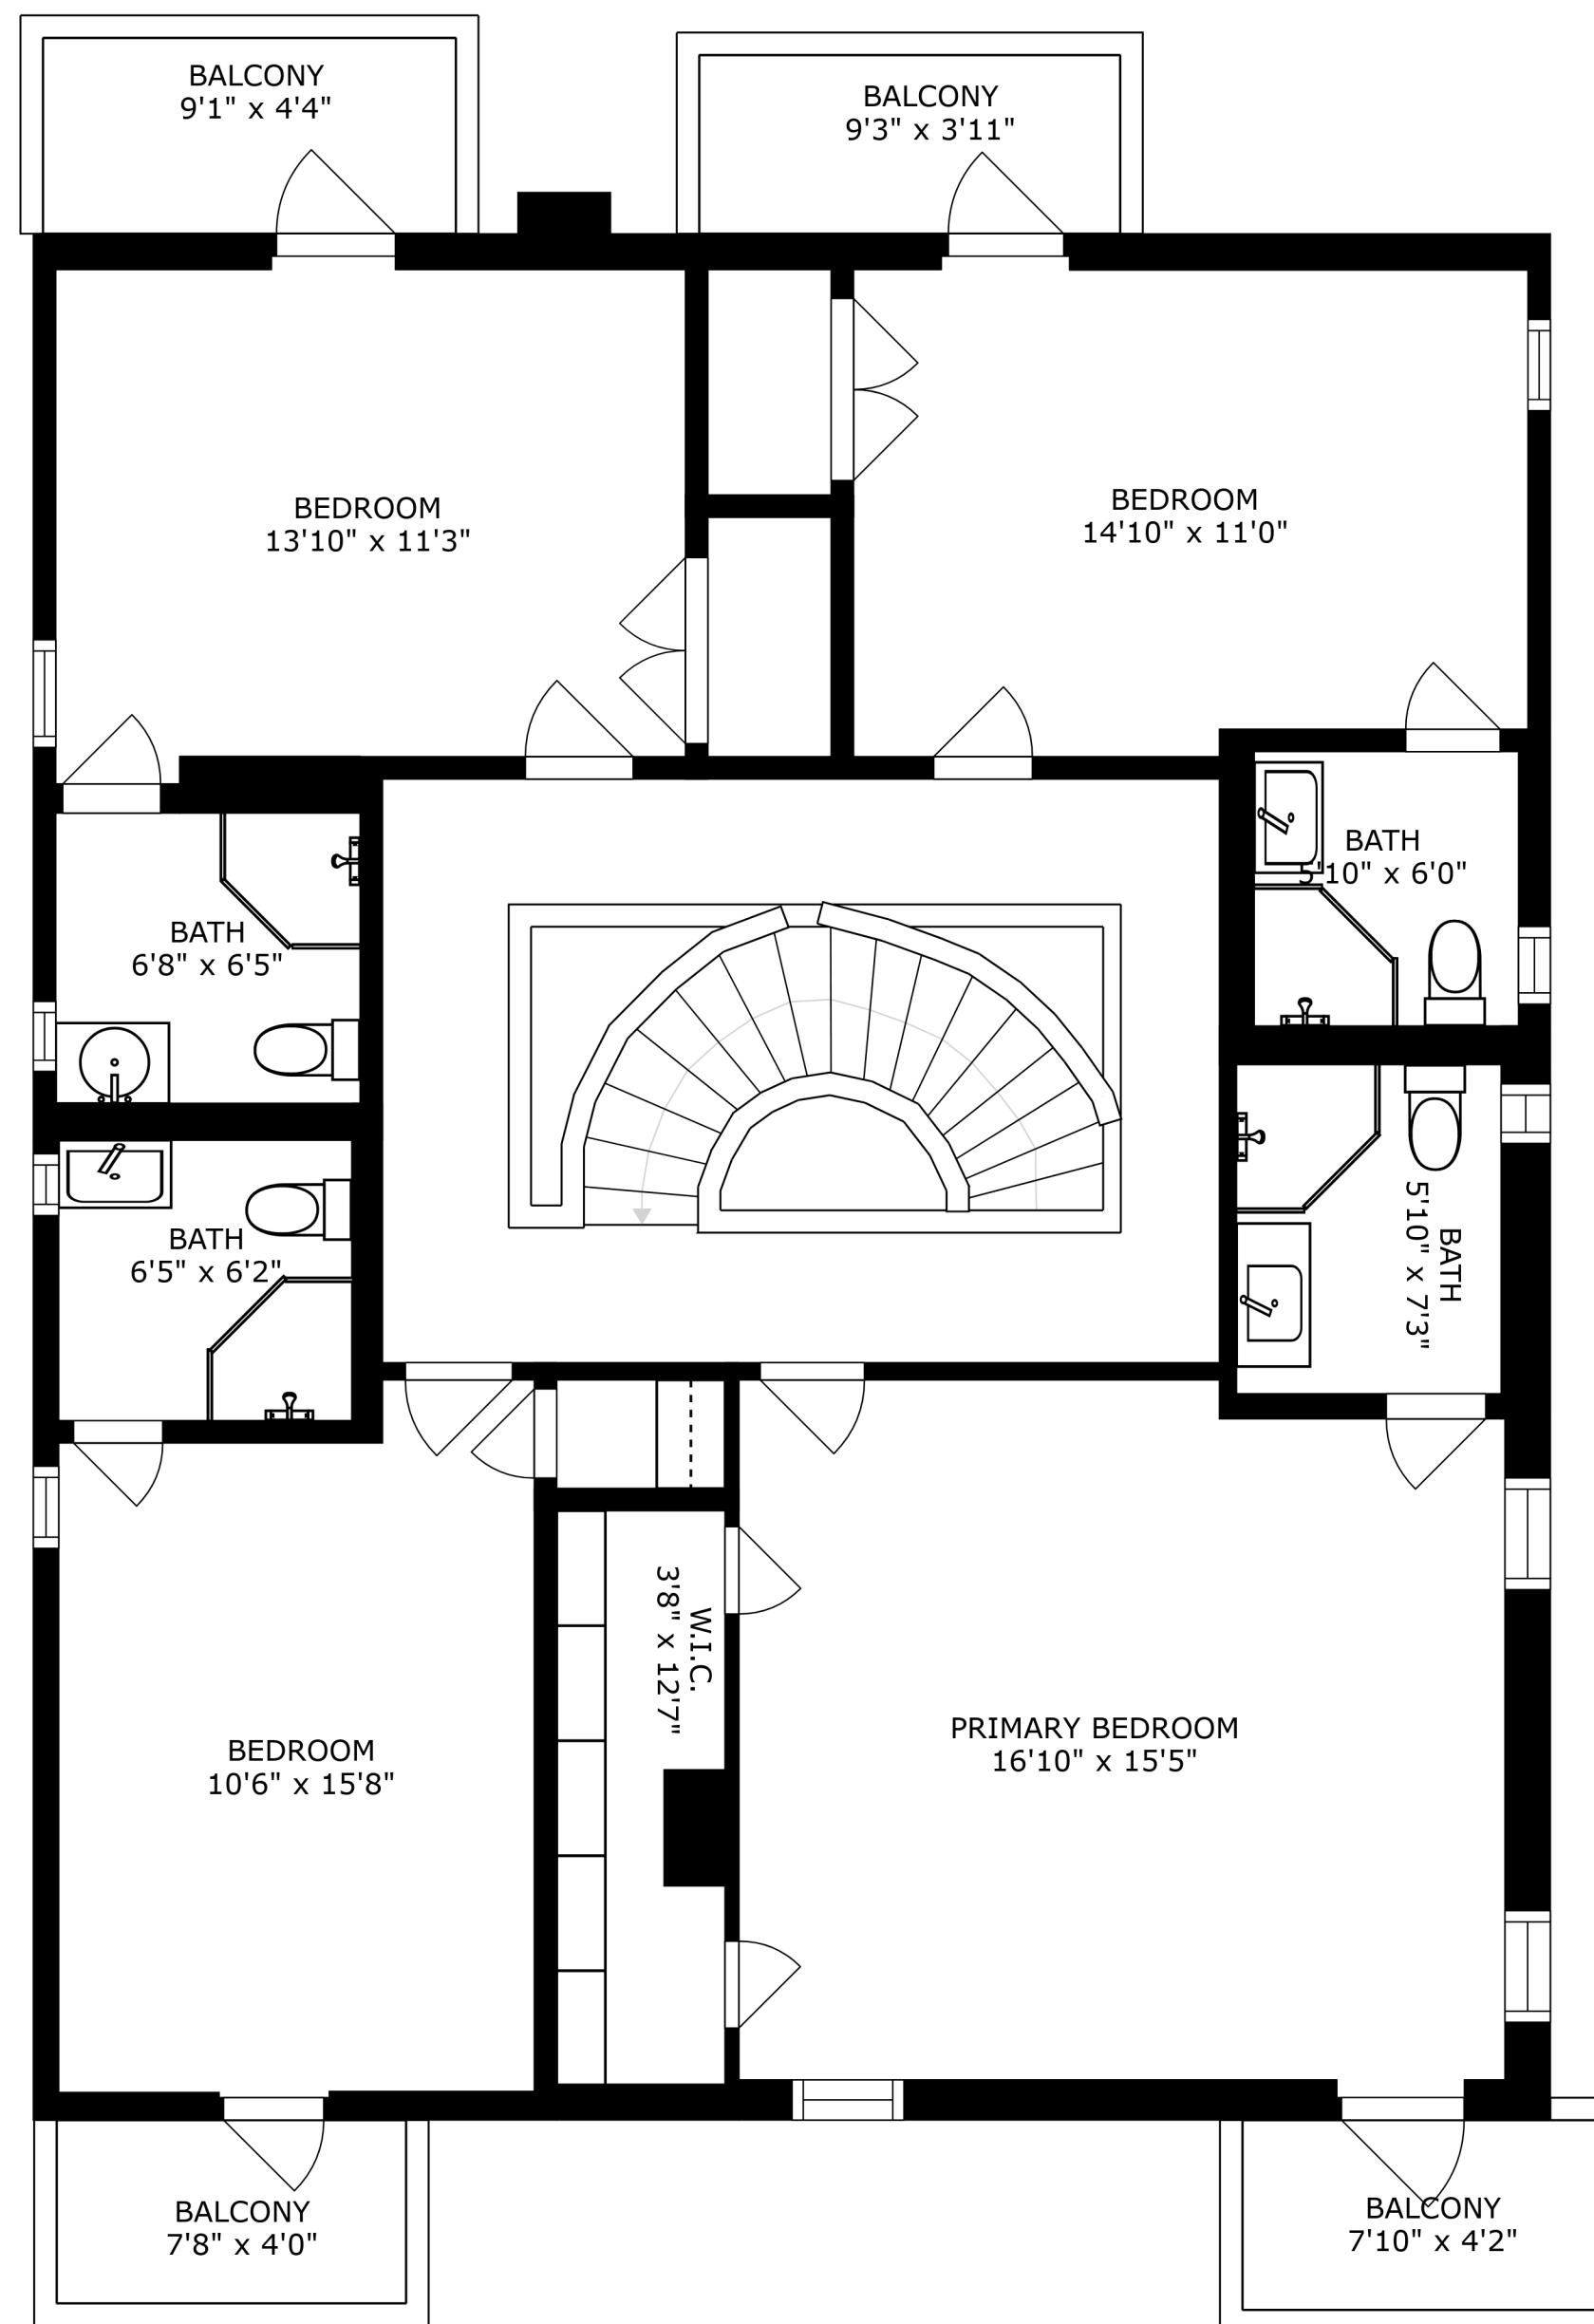 BALCONY
9'1" x 4'4"
BALCONY
9'3" x 3'11"
BEDROOM
13'10" x 11'3"
BEDROOM
14'10" x 11'0"
BATH
5'10" x 6'0"
BATH
6'8" x 6'5"
BATH
6'5" x 6'2"
BATH
5'10" x 7'3"
W.I.C.
3'8" x 12'7"
PRIMARY BEDROOM
16'10" x 15'5"
BEDROOM
10'6" x 15'8"
BALCONY
7'8" x 4'0"
BALCONY
7'10" x 4'2"